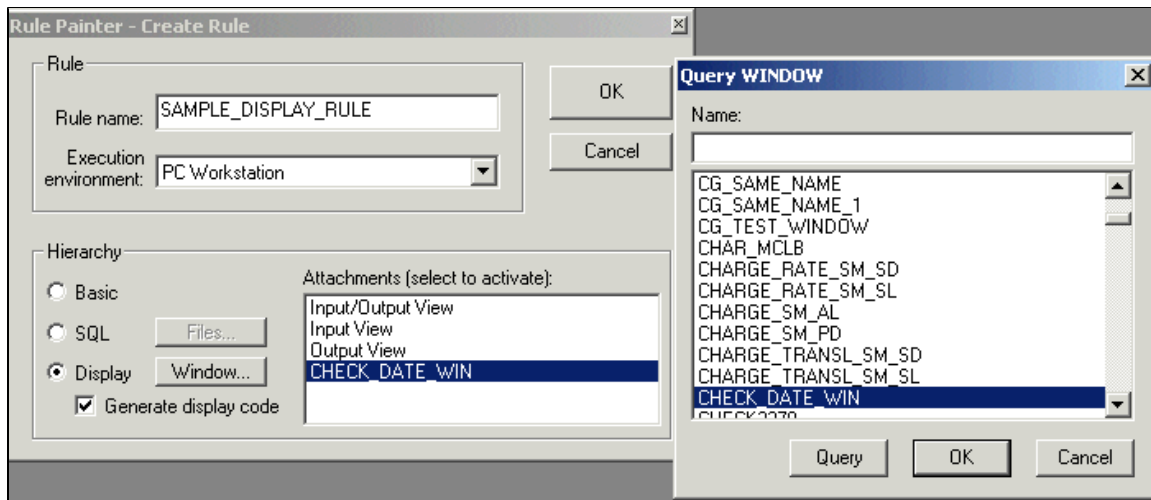 Rule Painter - Create Rule
Rule
Rule name: SAMPLE_DISPLAY_RULE
Execution environment: PC Workstation
OK
Cancel
Hierarchy
Basic
SQL Files...
Display Window...
Generate display code
Attachments (select to activate):
Input/Output View
Input View
Output View
CHECK_DATE_WIN
Query WINDOW
Name:
CG_SAME_NAME
CG_SAME_NAME_1
CG_TEST_WINDOW
CHAR_MCLB
CHARGE_RATE_SM_SD
CHARGE_RATE_SM_SL
CHARGE_SM_AL
CHARGE_SM_PD
CHARGE_TRANSL_SM_SD
CHARGE_TRANSL_SM_SL
CHECK_DATE_WIN
Query OK Cancel